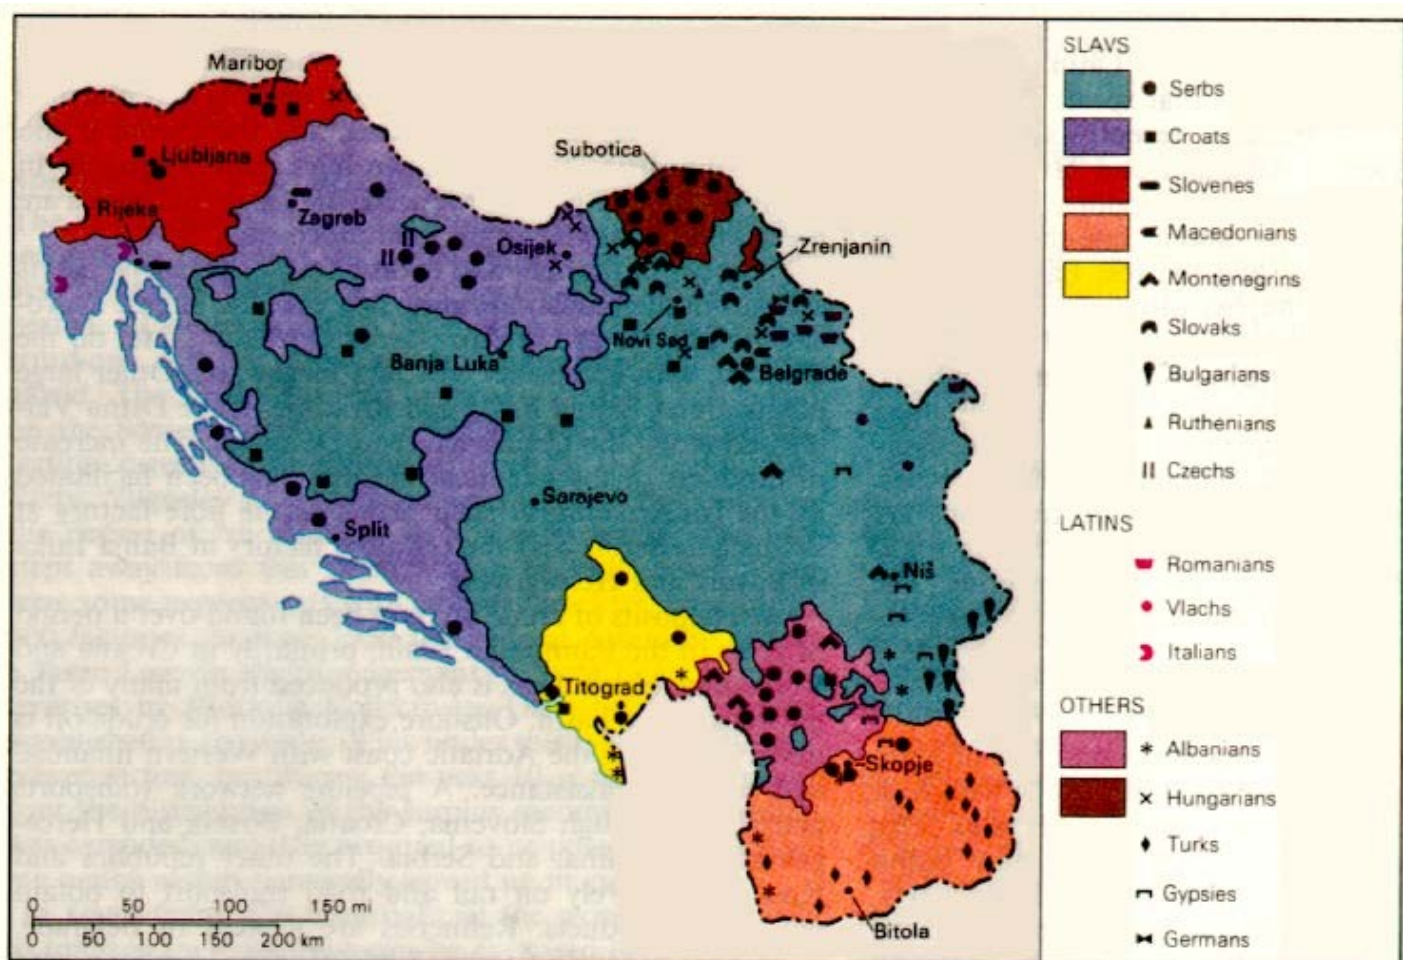 Maribor
Ljubljana
Rijeka
Zagreb
Osijek
Subotica
Zrenjanin
Novi Sad
Banja Luka
Belgrade
Sarajevo
Split
Niš
Titograd
Skopje
Bitola
0 50 100 150 mi
0 50 100 150 200 km
SLAVS
Serbs
Croats
Slovenes
Macedonians
Montenegrins
Slovaks
Bulgarians
Ruthenians
Czechs
LATINS
Romanians
Vlachs
Italians
OTHERS
Albanians
Hungarians
Turks
Gypsies
Germans